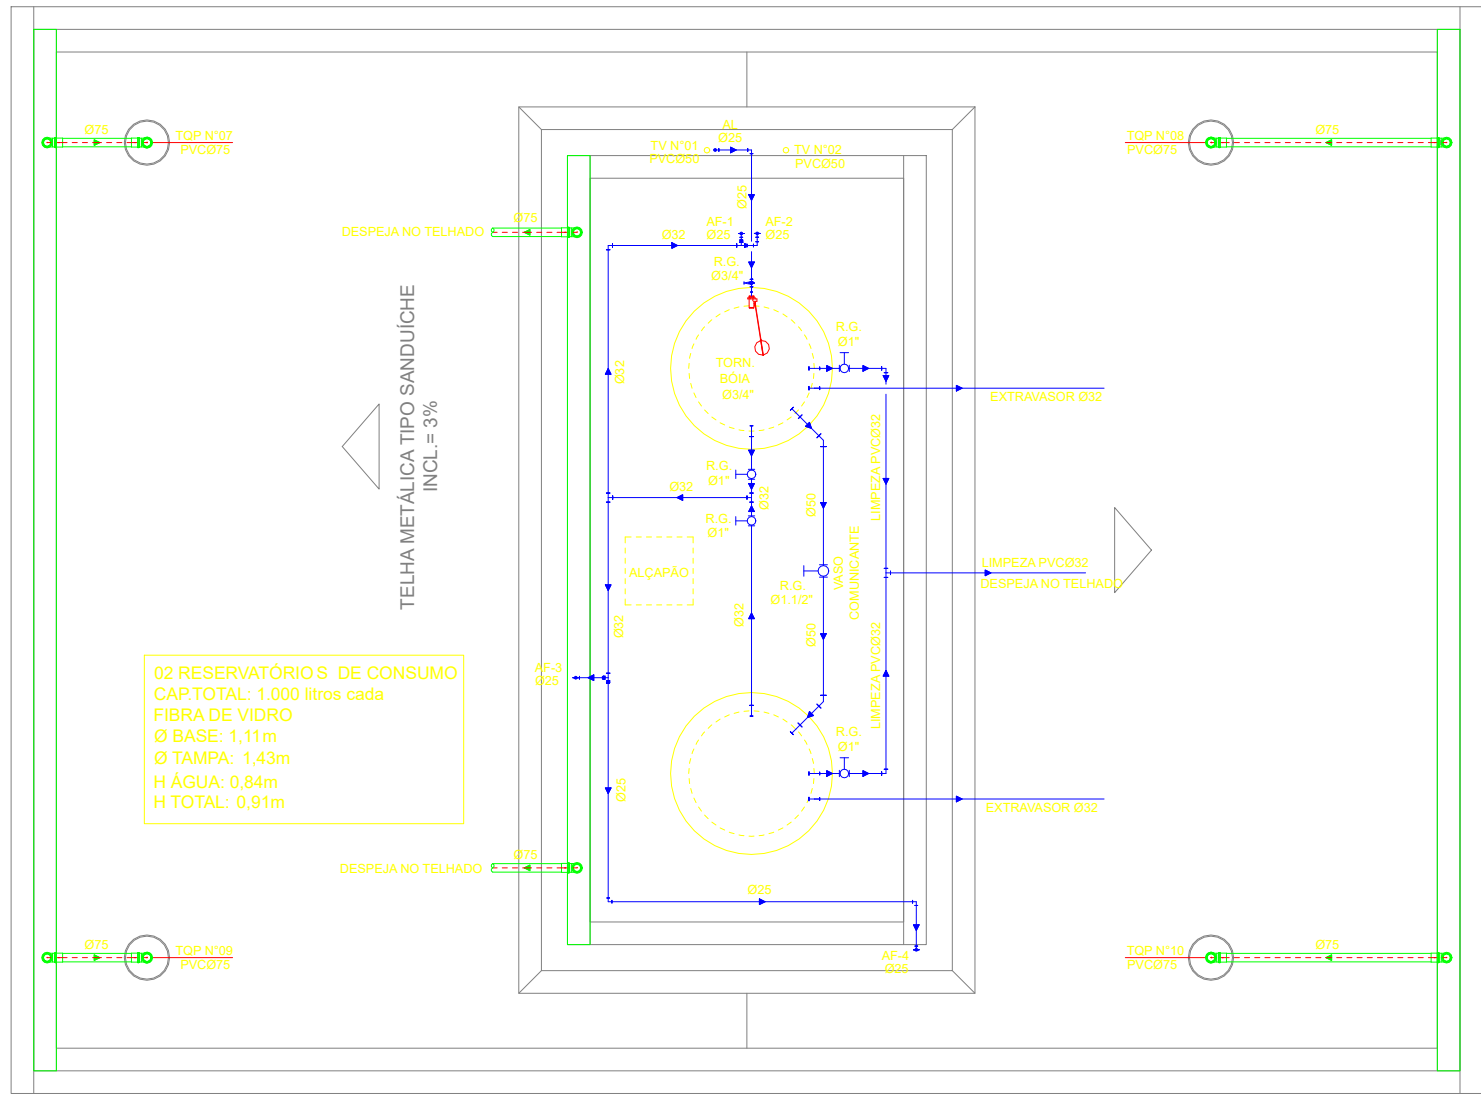 AL
Ø25
Ø75
TQP N°07
PVCØ75
TV N°01
PVCØ50
TV N°02
PVCØ50
TQP N°08
PVCØ75
Ø75
Ø25
DESPEJA NO TELHADO
Ø75
Ø32
AF-1
Ø25
AF-2
Ø25
R.G.
Ø3/4"
TELHA METÁLICA TIPO SANDUÍCHE
INCL.= 3%
Ø32
TORN.
BÓIA
Ø3/4"
R.G.
Ø1"
EXTRAVASOR Ø32
R.G.
Ø1"
Ø32
Ø32
R.G.
Ø1"
Ø50
LIMPEZA PVCØ32
ALÇAPÃO
VASO
COMUNICANTE
R.G.
Ø1.1/2"
LIMPEZA PVCØ32
DESPEJA NO TELHADO
Ø32
Ø32
Ø50
LIMPEZA PVCØ32
AF-3
Ø25
02 RESERVATÓRIOS DE CONSUMO
CAP.TOTAL: 1.000 litros cada
FIBRA DE VIDRO
Ø BASE: 1,11m
Ø TAMPA: 1,43m
H ÁGUA: 0,84m
H TOTAL: 0,91m
R.G.
Ø1"
Ø25
EXTRAVASOR Ø32
DESPEJA NO TELHADO
Ø75
Ø25
Ø75
TQP N°09
PVCØ75
AF-4
Ø25
TQP N°10
PVCØ75
Ø75